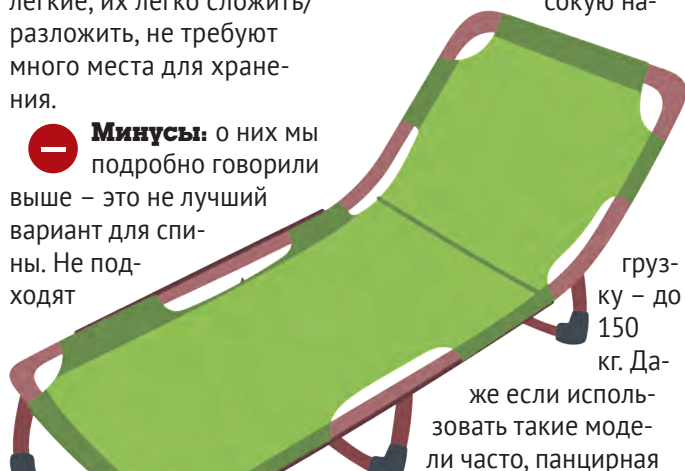 легкие, их легко сложить/
разложить, не требуют
много места для хране-
ния.
Минусы: о них мы
подробно говорили
выше – это не лучший
вариант для спи-
ны. Не под-
ходят
сокую на-
груз-
ку – до
150
кг. Да-
же если исполь-
зовать такие моде-
ли часто, панцирная